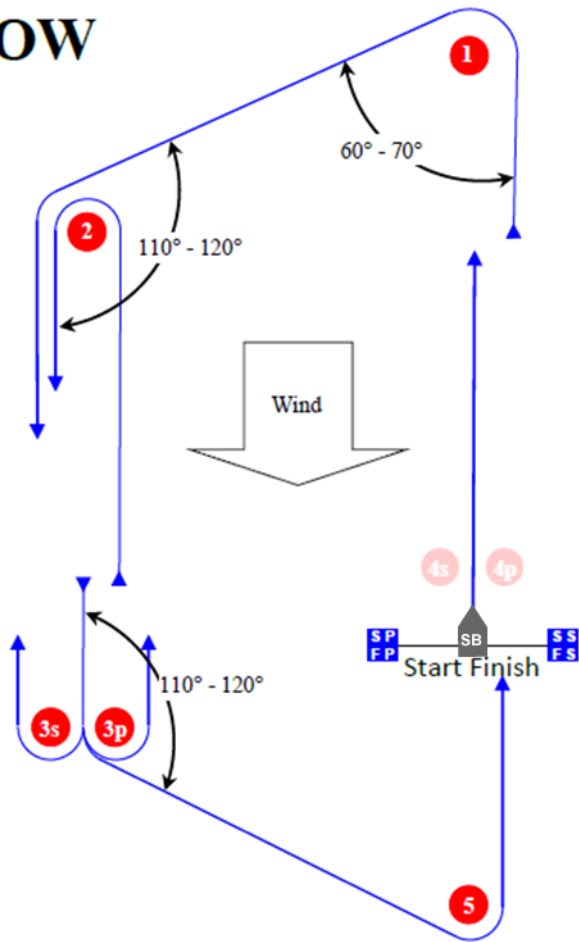 OW
1
60° - 70°
2
110° - 120°
Wind
4s
4p
SP
FP
SB
SS
FS
Start Finish
110° - 120°
3s
3p
5